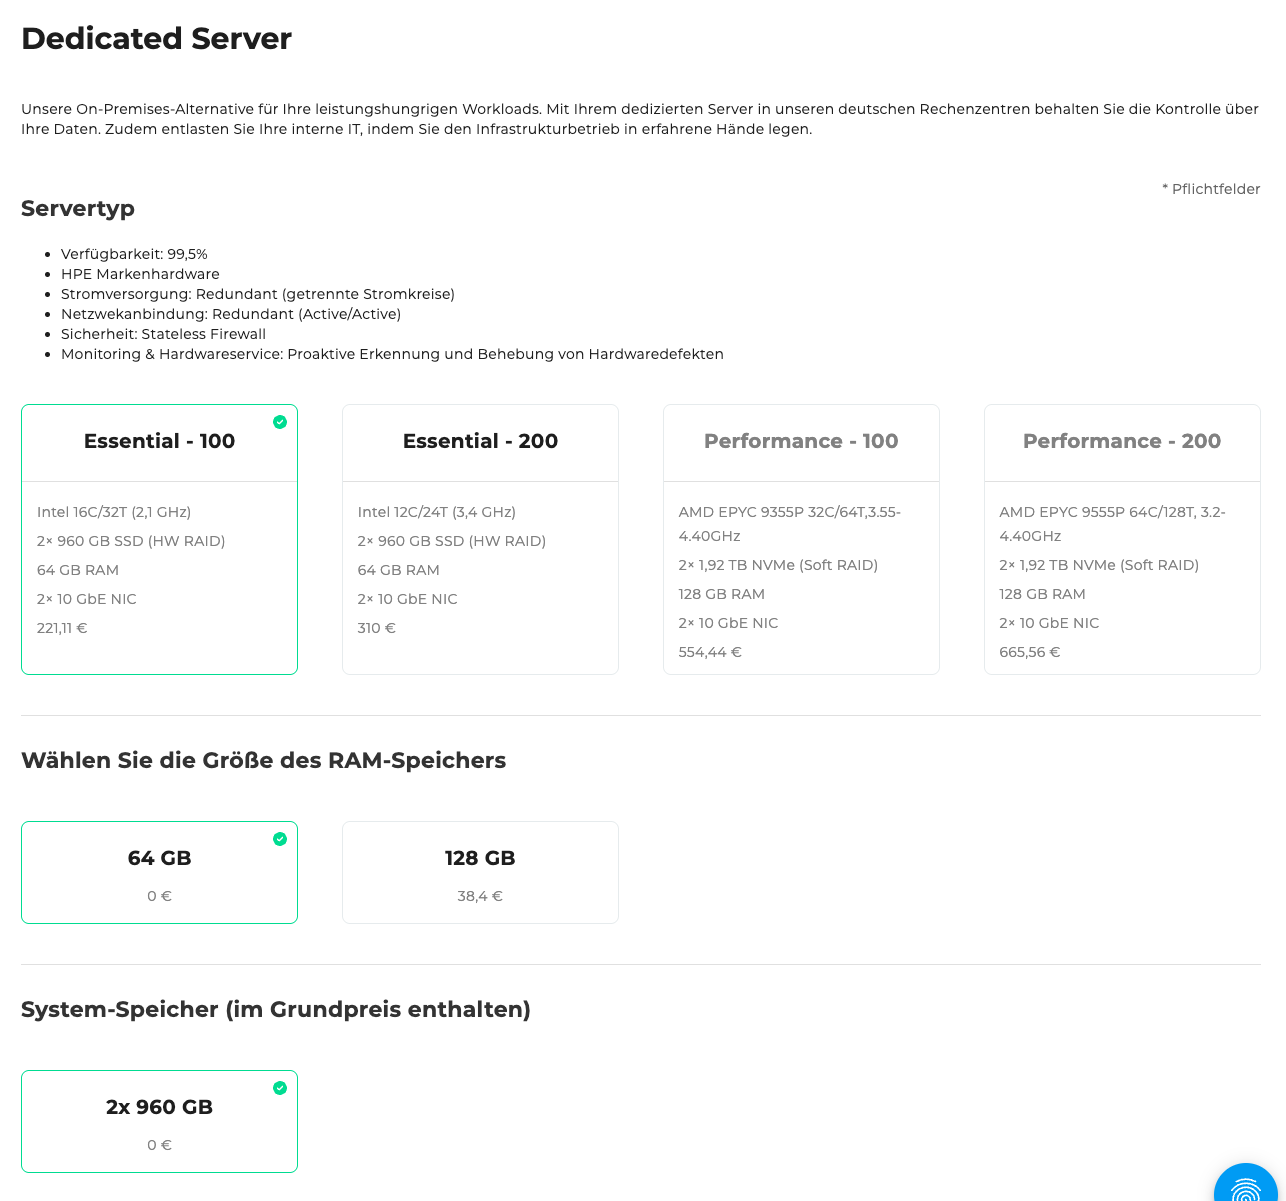 Dedicated Server
Unsere On-Premises-Alternative für Ihre leistungshungrigen Workloads. Mit Ihrem dedizierten Server in unseren deutschen Rechenzentren behalten Sie die Kontrolle über
Ihre Daten. Zudem entlasten Sie Ihre interne IT, indem Sie den Infrastrukturbetrieb in erfahrene Hände legen.
* Pflichtfelder
Servertyp
• Verfügbarkeit: 99,5%
• HPE Markenhardware
• Stromversorgung: Redundant (getrennte Stromkreise)
• Netzwekanbindung: Redundant (Active/Active)
• Sicherheit: Stateless Firewall
• Monitoring & Hardwareservice: Proaktive Erkennung und Behebung von Hardwaredefekten
Essential - 100
Intel 16C/32T (2,1 GHz)
2× 960 GB SSD (HW RAID)
64 GB RAM
2× 10 GbE NIC
221,11 €
Essential - 200
Intel 12C/24T (3,4 GHz)
2× 960 GB SSD (HW RAID)
64 GB RAM
2× 10 GbE NIC
310 €
Performance - 100
AMD EPYC 9355P 32C/64T,3.55-
4.40GHz
2× 1,92 TB NVMe (Soft RAID)
128 GB RAM
2× 10 GbE NIC
554,44 €
Performance - 200
AMD EPYC 9555P 64C/128T, 3.2-
4.40GHz
2× 1,92 TB NVMe (Soft RAID)
128 GB RAM
2× 10 GbE NIC
665,56 €
Wählen Sie die Größe des RAM-Speichers
64 GB
0 €
128 GB
38,4 €
System-Speicher (im Grundpreis enthalten)
2x 960 GB
0 €